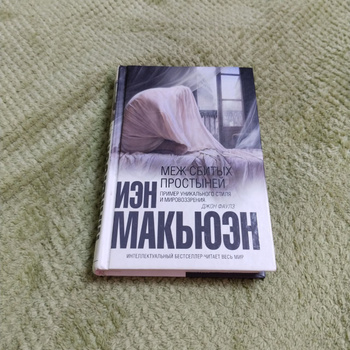 МЕЖ СБИТЫХ
ПРОСТЫНЕЙ
ПРИМЕР УНИКАЛЬНОГО СТИЛЯ
И МИРОВОЗЗРЕНИЯ
ДЖОН ФАУЛЗ
ИЭН
МАКЬЮЭН
ИНТЕЛЛЕКТУАЛЬНЫЙ БЕСТСЕЛЛЕР ЧИТАЕТ ВЕСЬ МИР